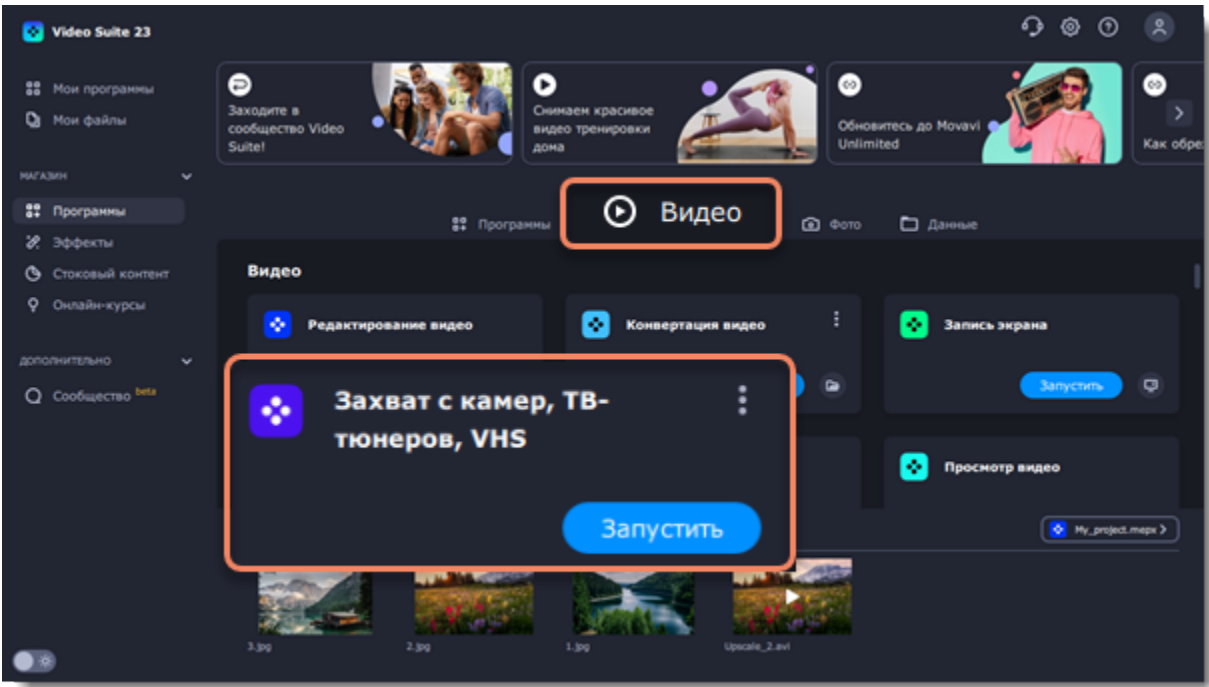 Video Suite 23
Мои программы
Мои файлы
МАГАЗИН
Программы
Эффекты
Стоковый контент
Онлайн-курсы
ДОПОЛНИТЕЛЬНО
Сообщество beta
Заходите в
сообщество Video
Suite!
Снимаем красивое
видео тренировки
дома
Обновитесь до Movavi
Unlimited
Как обре
Программы
Видео
Фото
Данные
Видео
Редактирование видео
Конвертация видео
Запись экрана
Запустить
Захват с камер, ТВ-
тюнеров, VHS
Запустить
Просмотр видео
My_project.mepx
3.jpg
2.jpg
1.jpg
Upscale_2.avi